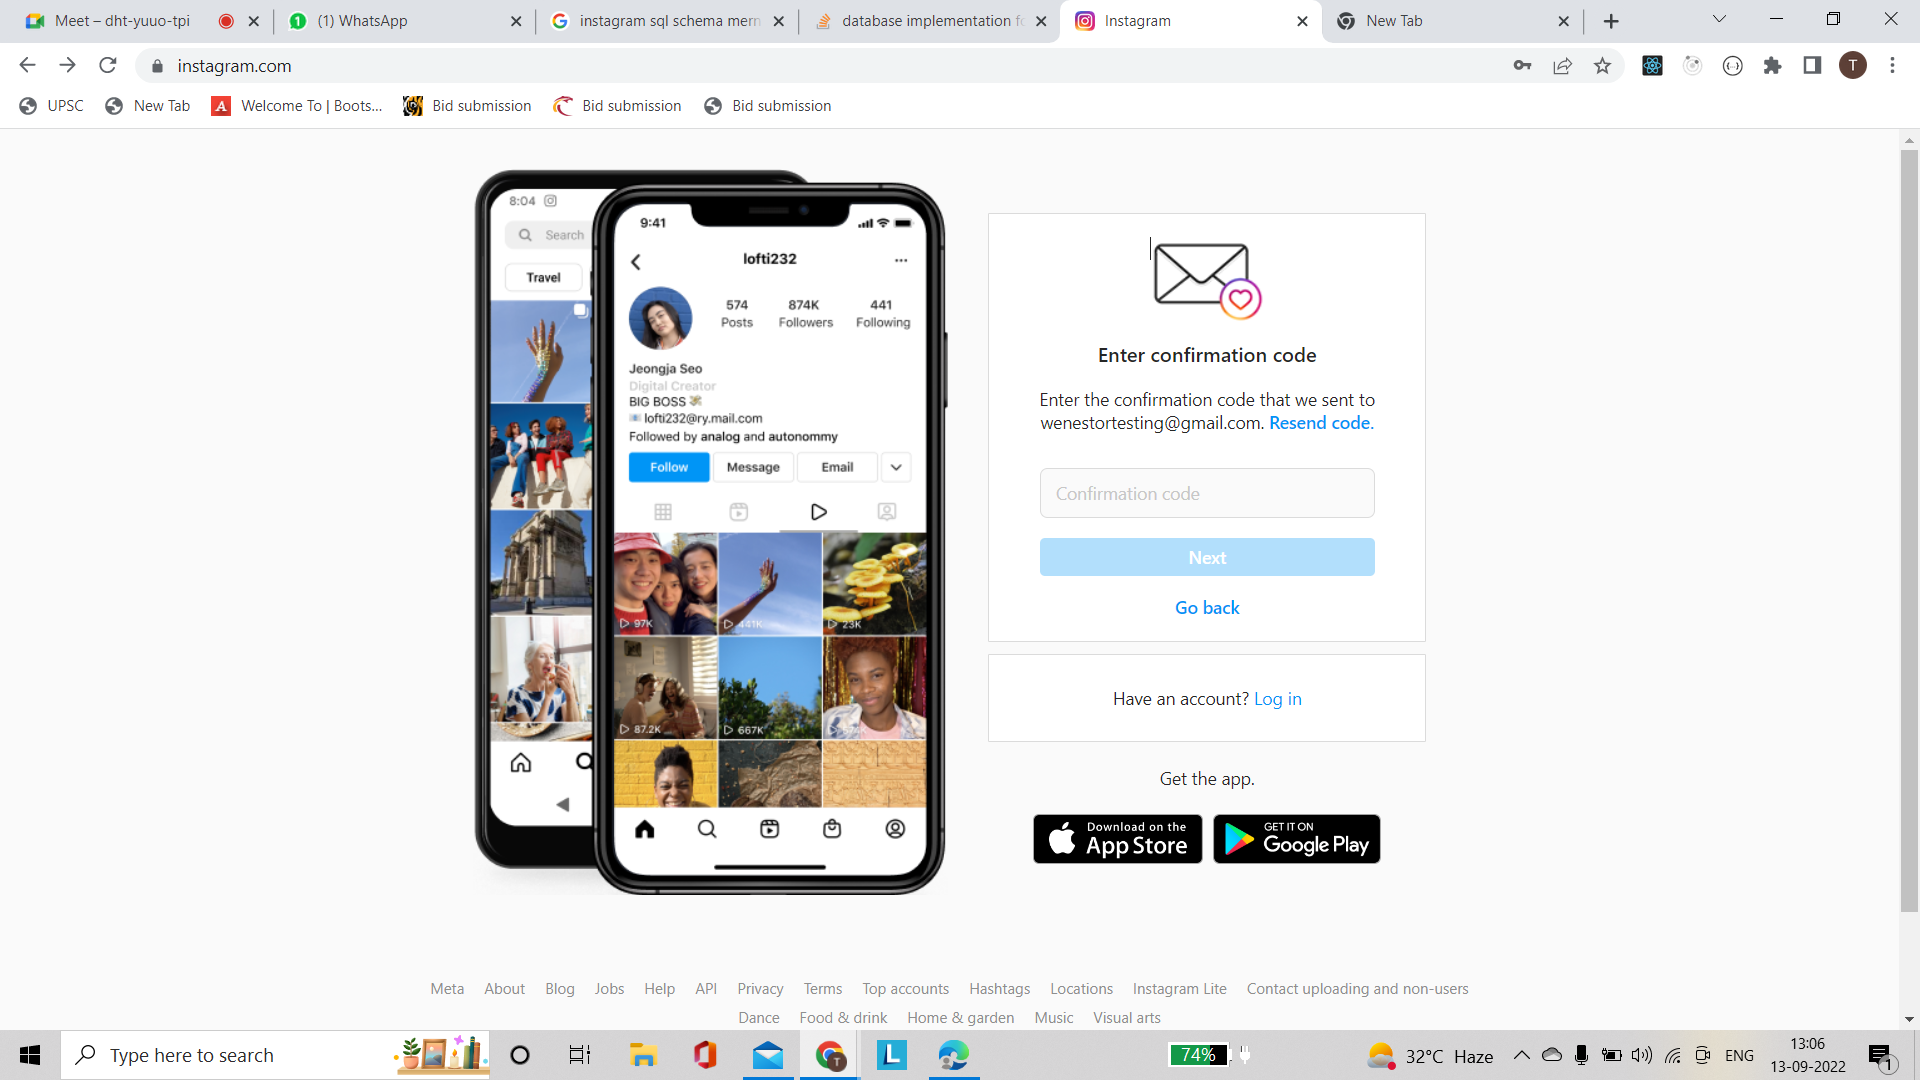 Meet – dht-yuuo-tpi
(1) WhatsApp
instagram sql schema mern
database implementation fo
Instagram
New Tab
instagram.com
T
UPSC
New Tab
Welcome To | Boots...
Bid submission
Bid submission
Bid submission
8:04
Search
Travel
9:41
lofti232
574
874K
441
Posts
Followers
Following
Jeongja Seo
Digital Creator
BIG BOSS
lofti232@ry.mail.com
Followed by analog and autonommy
Follow
Message
Email
97K
441K
23K
87.2K
667K
Enter confirmation code
Enter the confirmation code that we sent to
wenestortesting@gmail.com. Resend code.
Confirmation code
Next
Go back
Have an account? Log in
Get the app.
Download on the
App Store
GET IT ON
Google Play
Meta About Blog Jobs Help API Privacy Terms Top accounts Hashtags Locations Instagram Lite Contact uploading and non-users
Dance Food & drink Home & garden Music Visual arts
Type here to search
T
L
74%
32°C Haze
ENG
13:06
13-09-2022
1